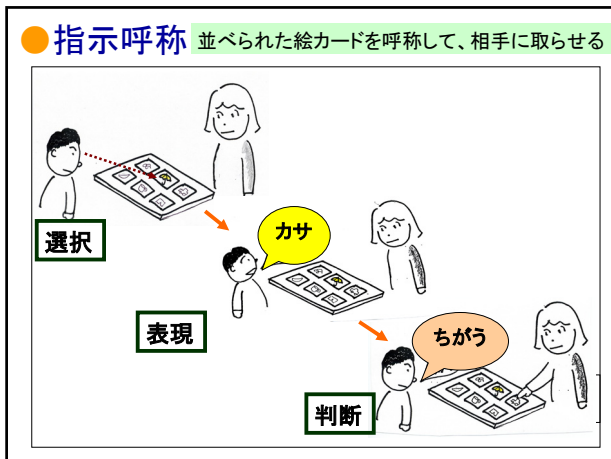 ●指示呼称 並べられた絵カードを呼称して、相手に取らせる
選択
カサ
表現
ちがう
判断